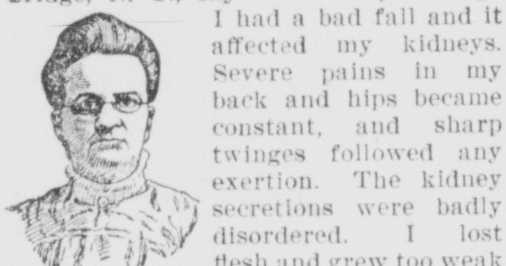 I had a bad fall and it
affected my kidneys.
Severe pains in my
back and hips became
constant, and sharp
twinges followed any
exertion. The kidney
secretions were badly
disordered. I lost
flesh and grew too weak